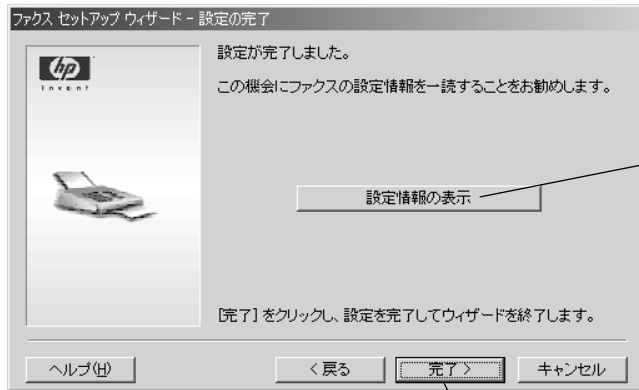 ファクス セットアップ ウィザード - 設定の完了
hp
invent
設定が完了しました。
この機会にファクスの設定情報を一読することをお勧めします。
設定情報の表示
[完了] をクリックし、設定を完了してウィザードを終了します。
ヘルプ(H)
< 戻る
完了 >
キャンセル